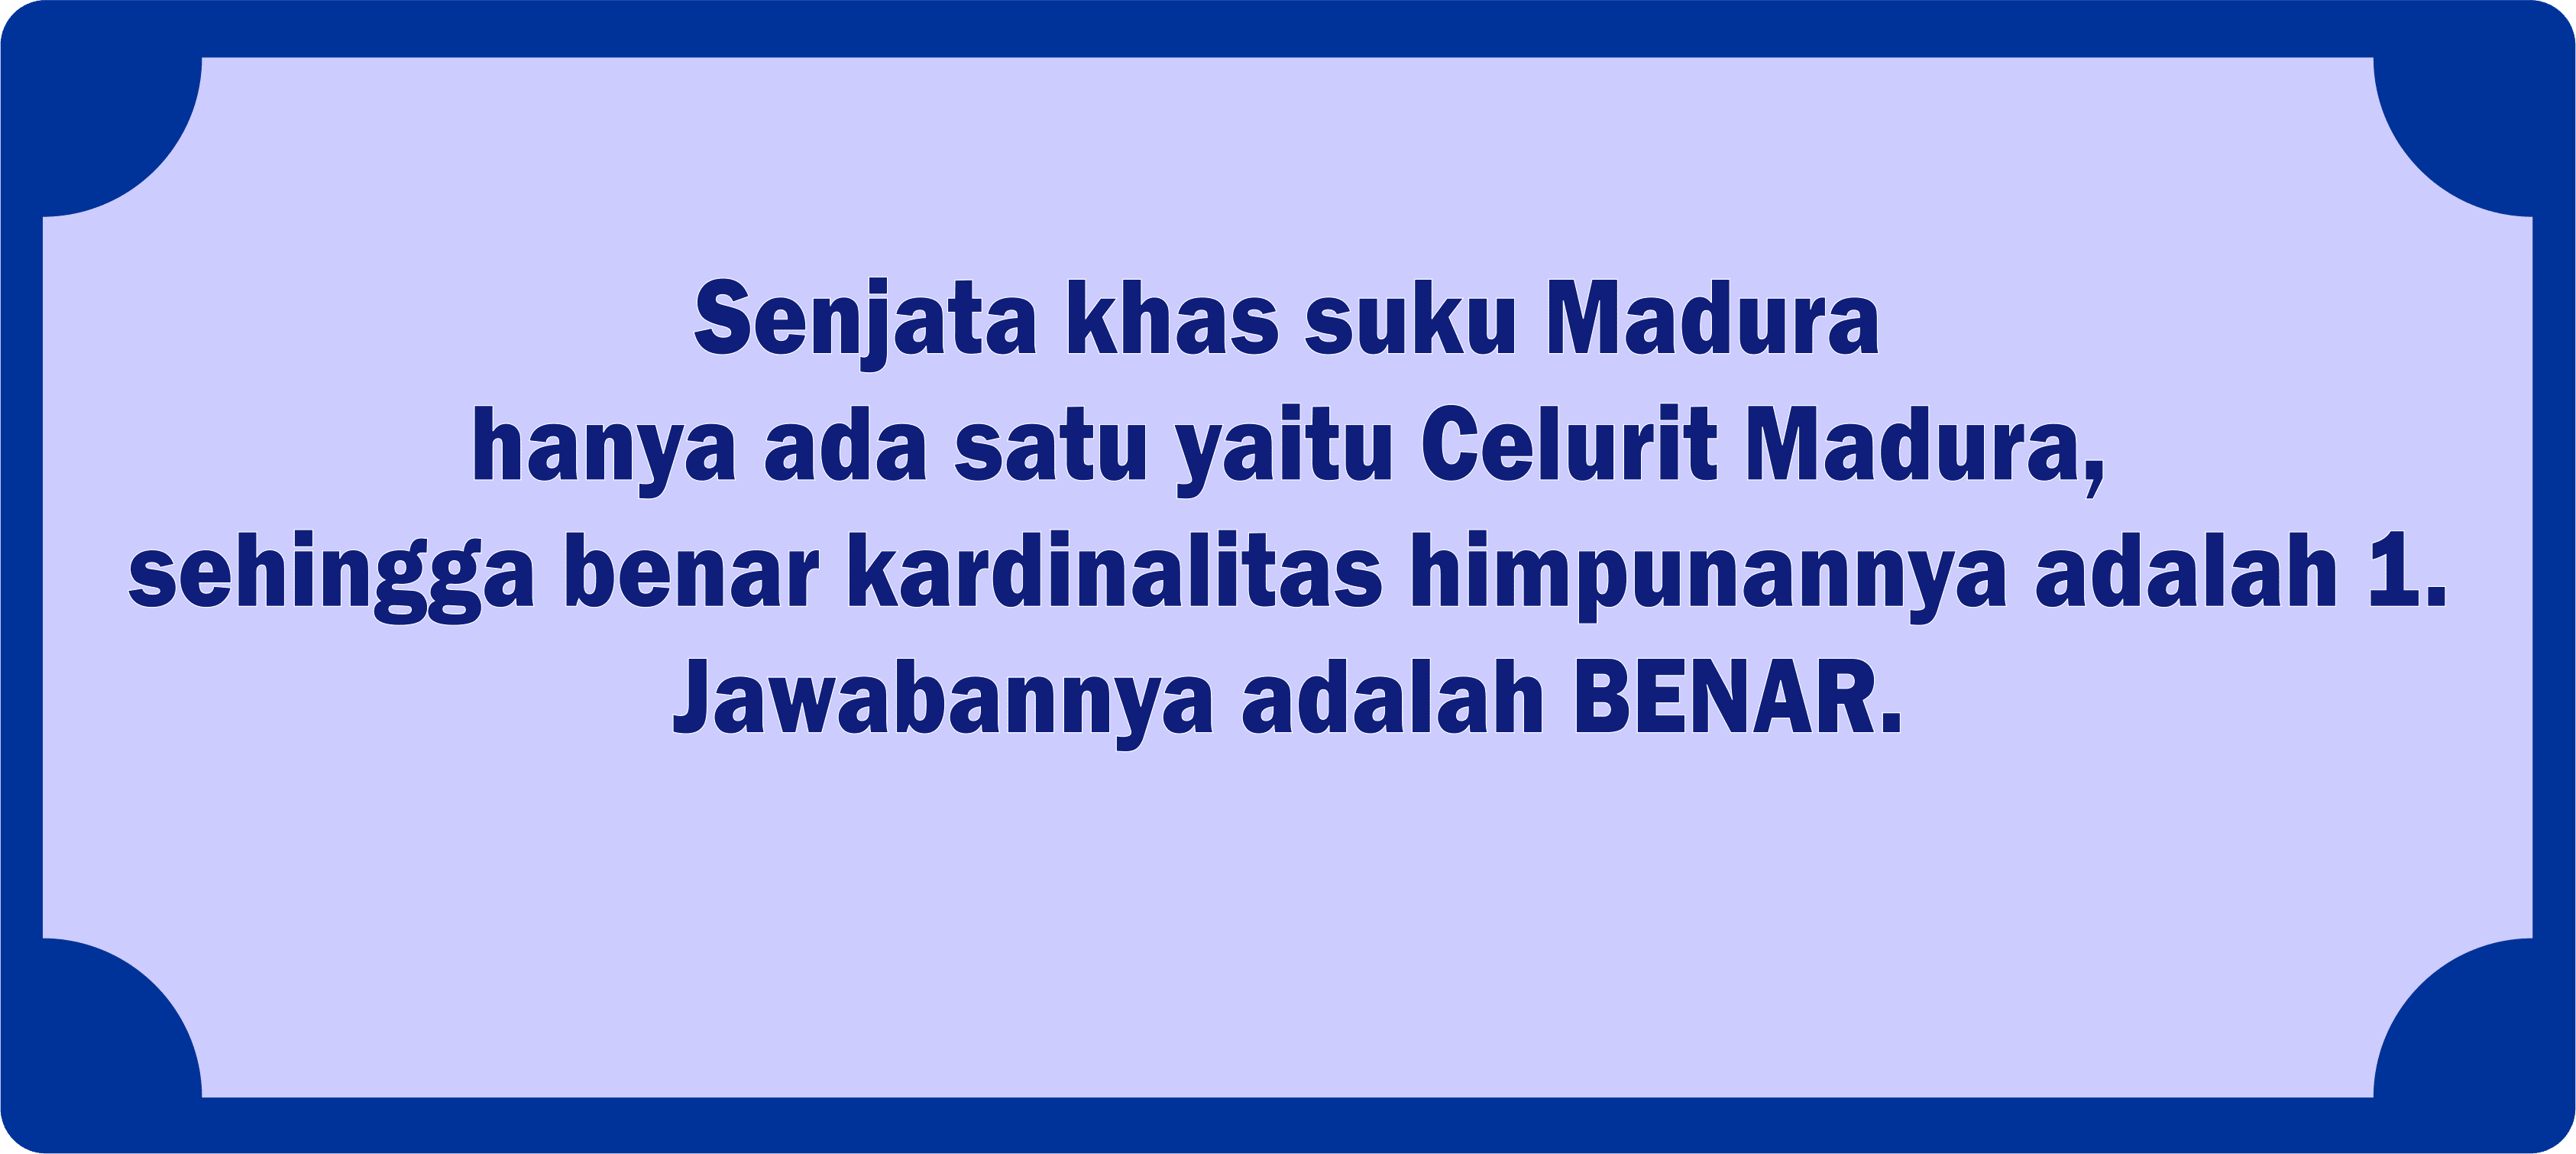 Senjata khas suku Madura
hanya ada satu yaitu Celurit Madura,
sehingga benar kardinalitas himpunannya adalah 1.
Jawabannya adalah BENAR.